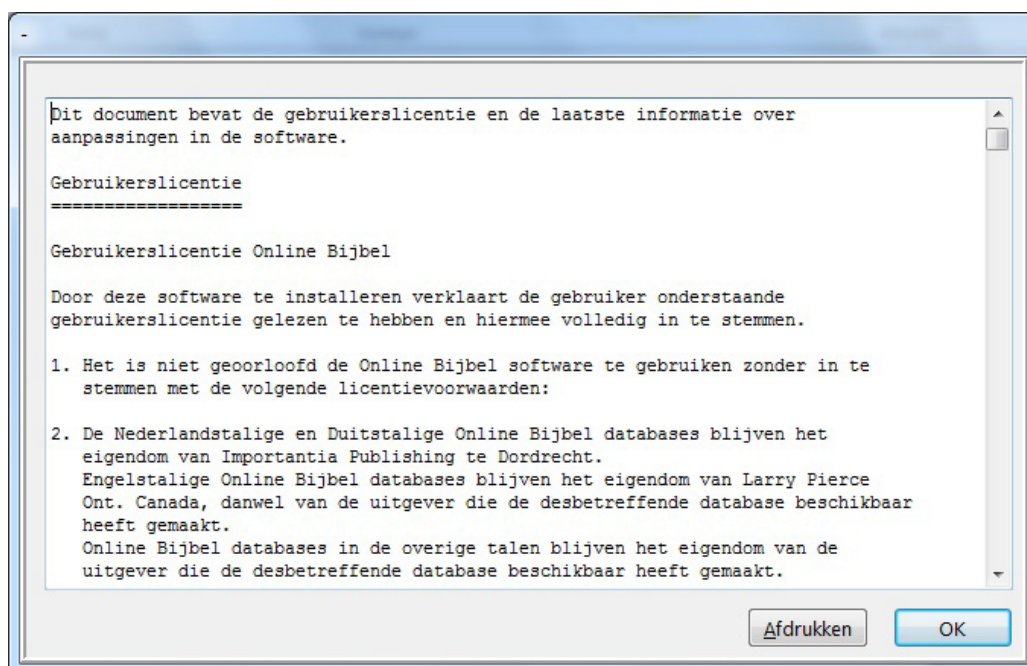 -
Dit document bevat de gebruikerslicentie en de laatste informatie over
aanpassingen in de software.
Gebruikerslicentie
==================
Gebruikerslicentie Online Bijbel
Door deze software te installeren verklaart de gebruiker onderstaande
gebruikerslicentie gelezen te hebben en hiermee volledig in te stemmen.
1. Het is niet geoorloofd de Online Bijbel software te gebruiken zonder in te
stemmen met de volgende licentievoorwaarden:
2. De Nederlandstalige en Duitstalige Online Bijbel databases blijven het
eigendom van Importantia Publishing te Dordrecht.
Engelstalige Online Bijbel databases blijven het eigendom van Larry Pierce
Ont. Canada, danwel van de uitgever die de desbetreffende database beschikbaar
heeft gemaakt.
Online Bijbel databases in de overige talen blijven het eigendom van de
uitgever die de desbetreffende database beschikbaar heeft gemaakt.
Afdrukken
OK